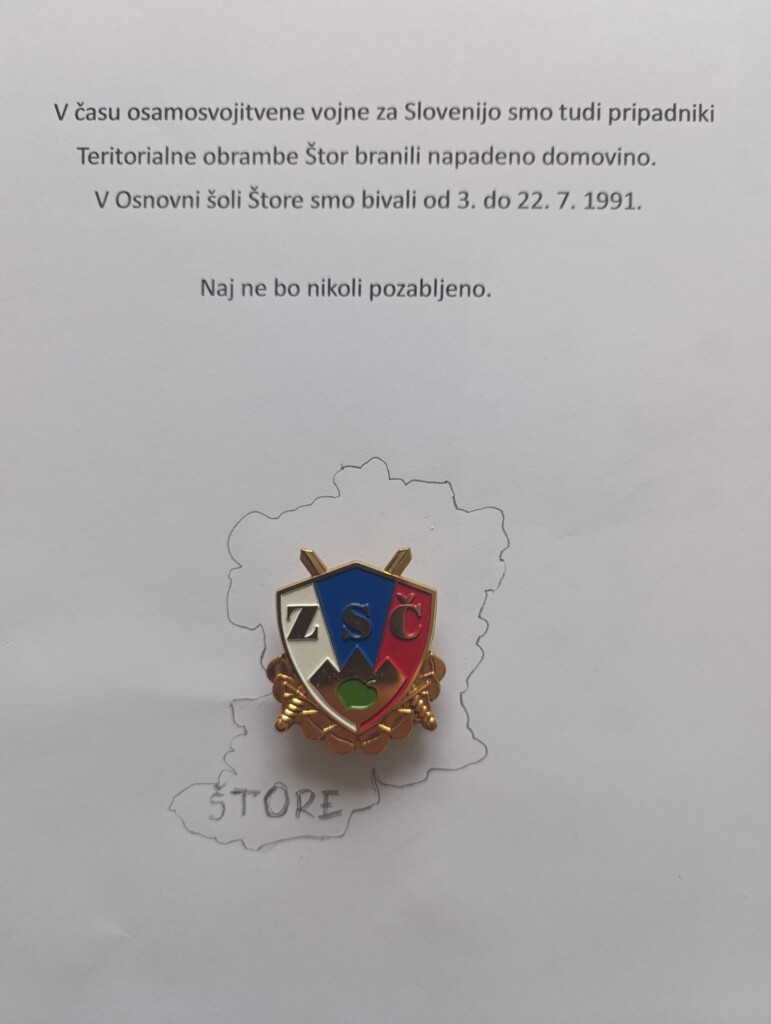 V času osamosvojitvene vojne za Slovenijo smo tudi pripadniki
Teritorialne obrambe Štor branili napadeno domovino.
V Osnovni šoli Štore smo bivali od 3. do 22. 7. 1991.
Naj ne bo nikoli pozabljeno.
Z S Č
ŠTORE